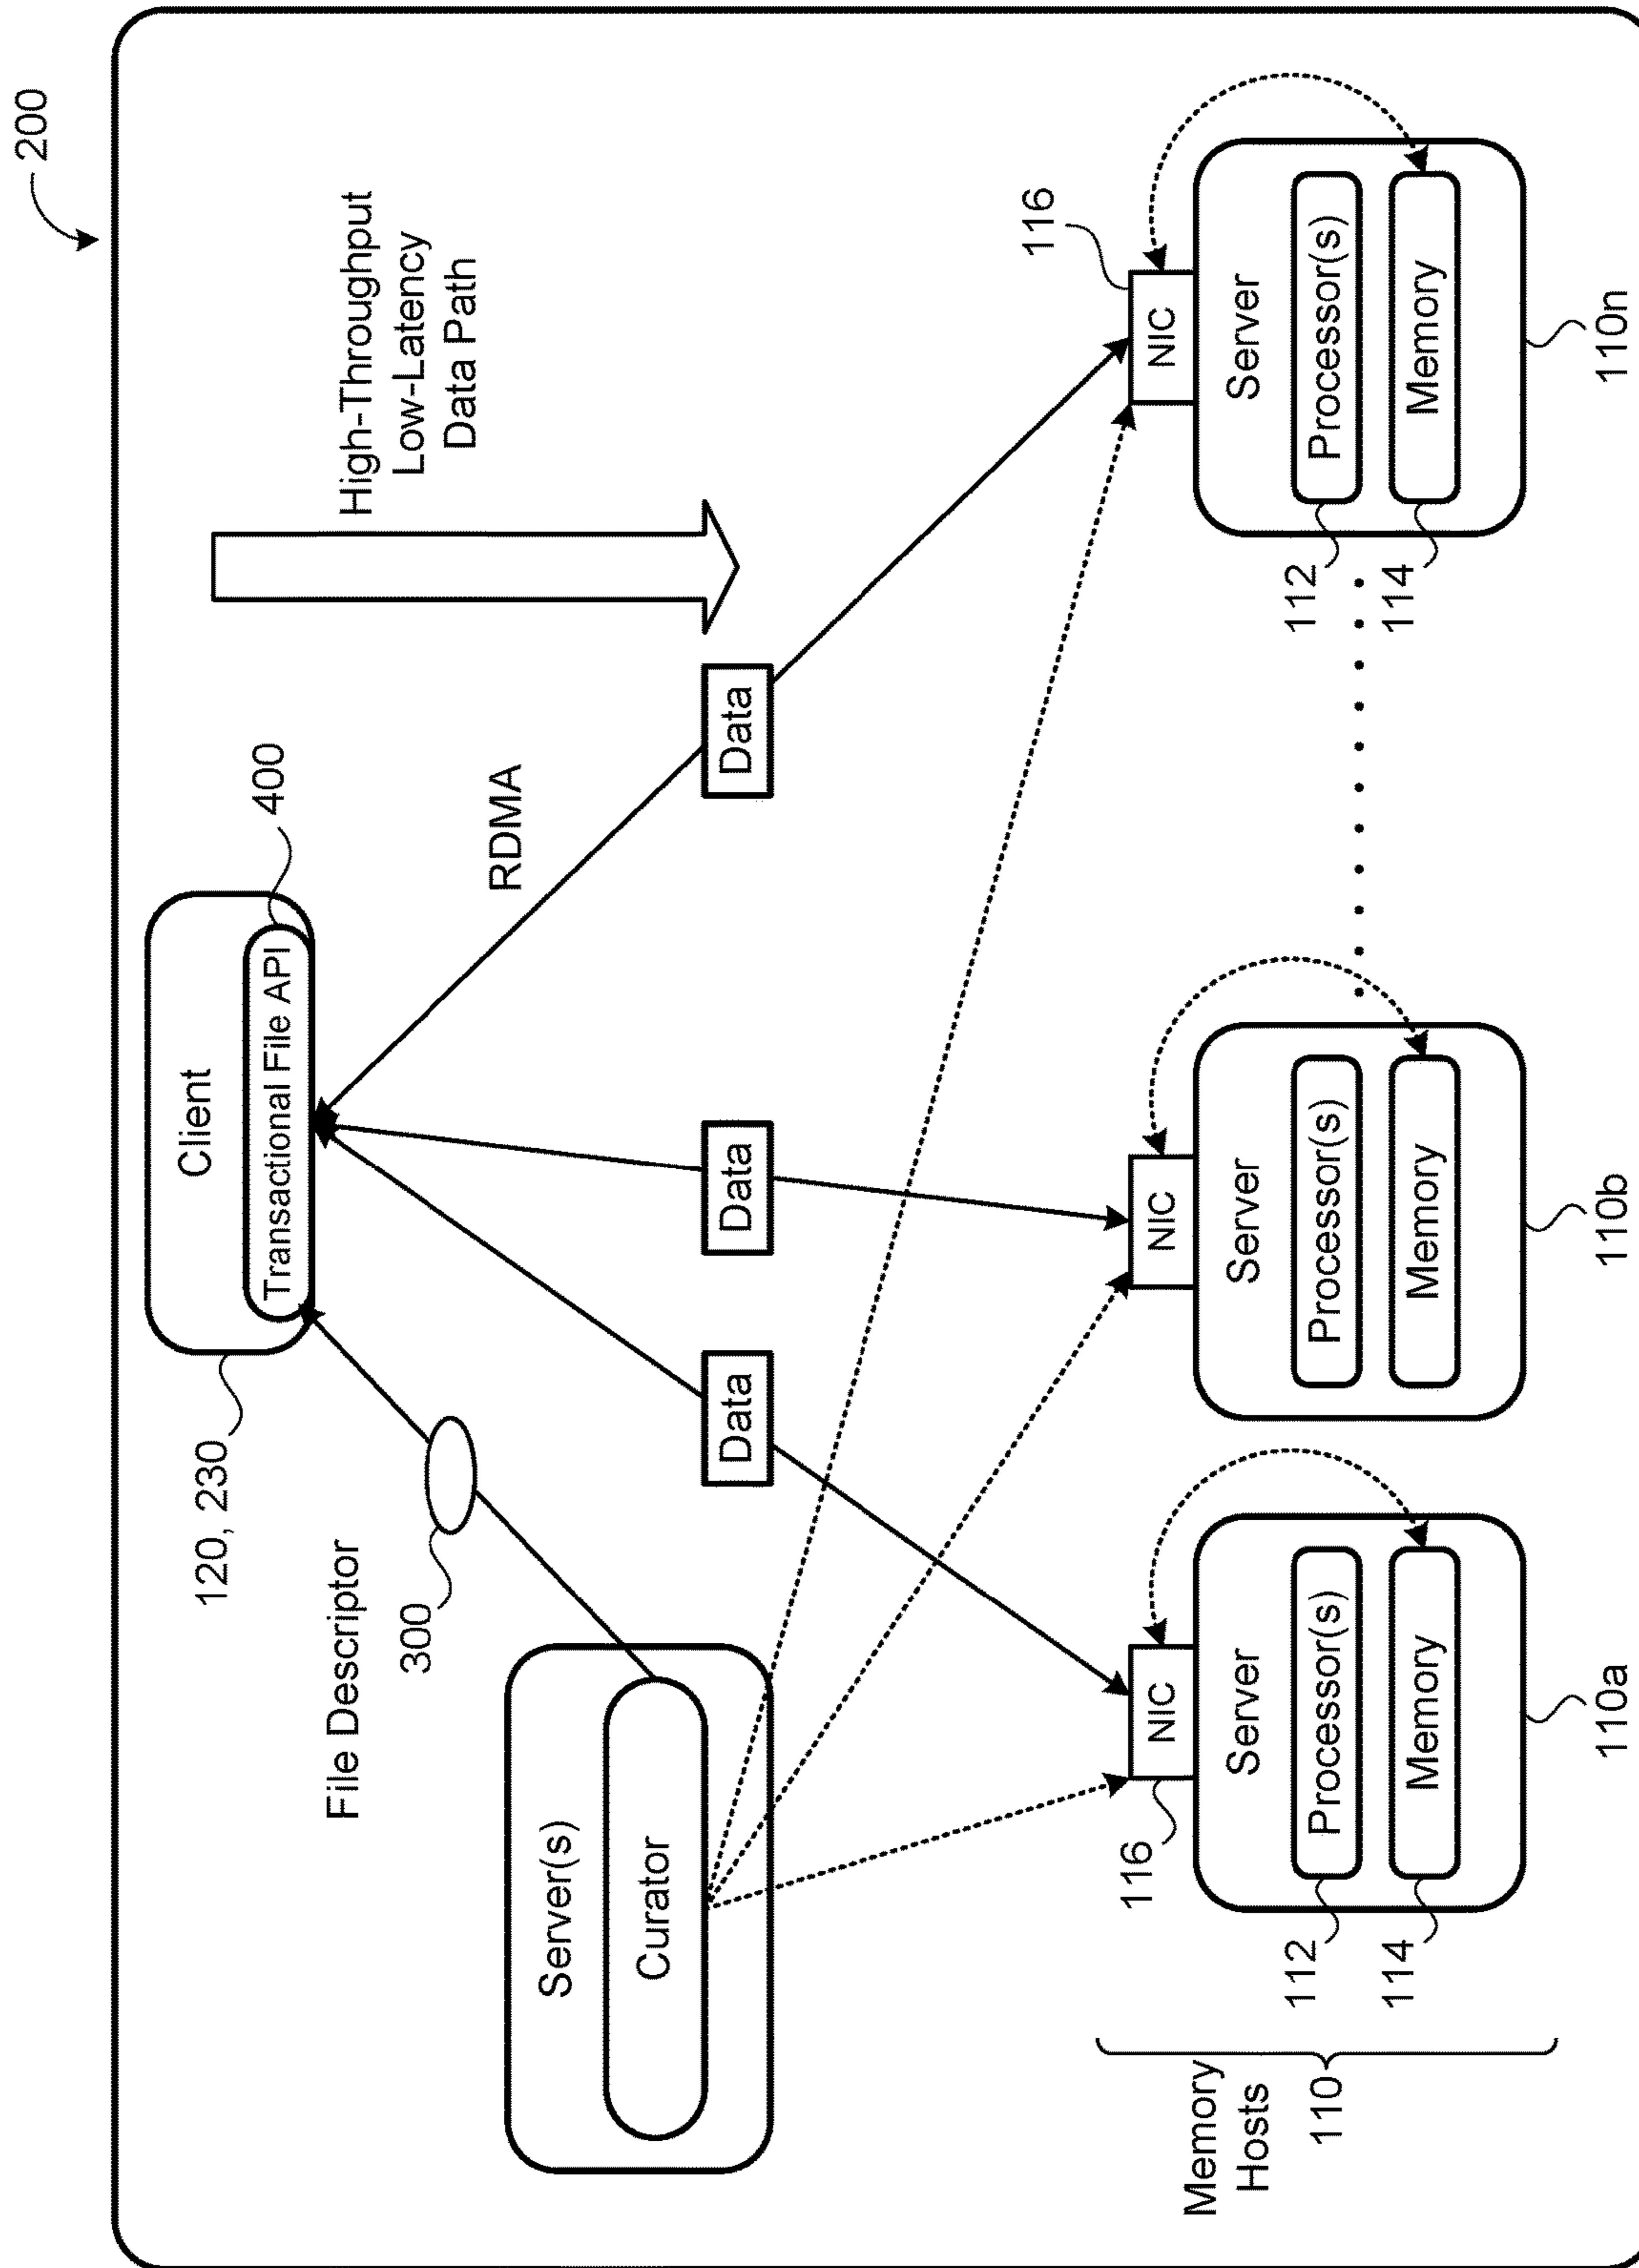 200
Client
Transactional File API
400
120, 230
File Descriptor
300
High-Throughput
Low-Latency
Data Path
RDMA
Server(s)
Curator
Data
Data
Data
116
NIC
NIC
NIC
116
Server
Server
Server
Memory
Hosts
110
112
Processor(s)
Processor(s)
112
Processor(s)
114
Memory
Memory
114
Memory
110a
110b
110n